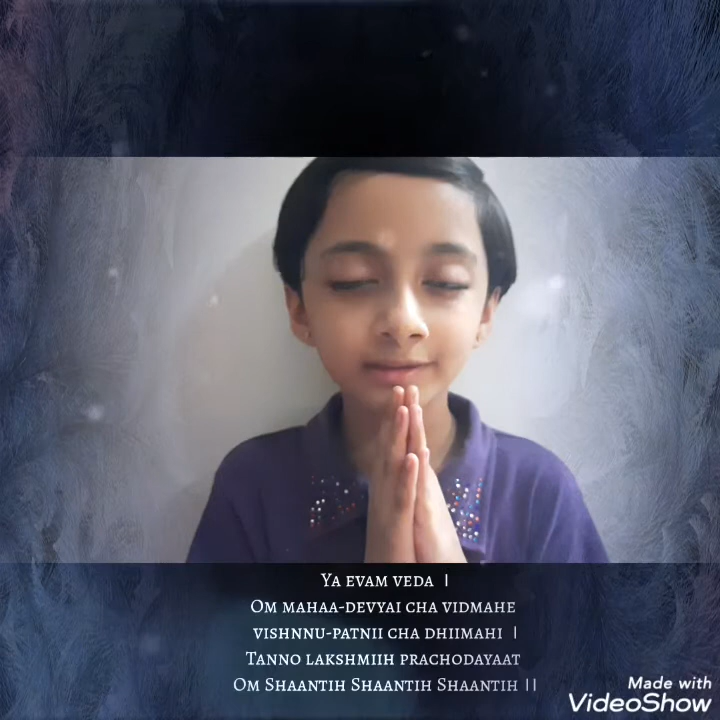 Ya evam veda |
Om mahaa-devyai cha vidmahe
vishnnu-patnii cha dhiimahi |
Tanno lakshmiih prachodayaat
Om Shaantih Shaantih Shaantih ||
Made with
VideoShow